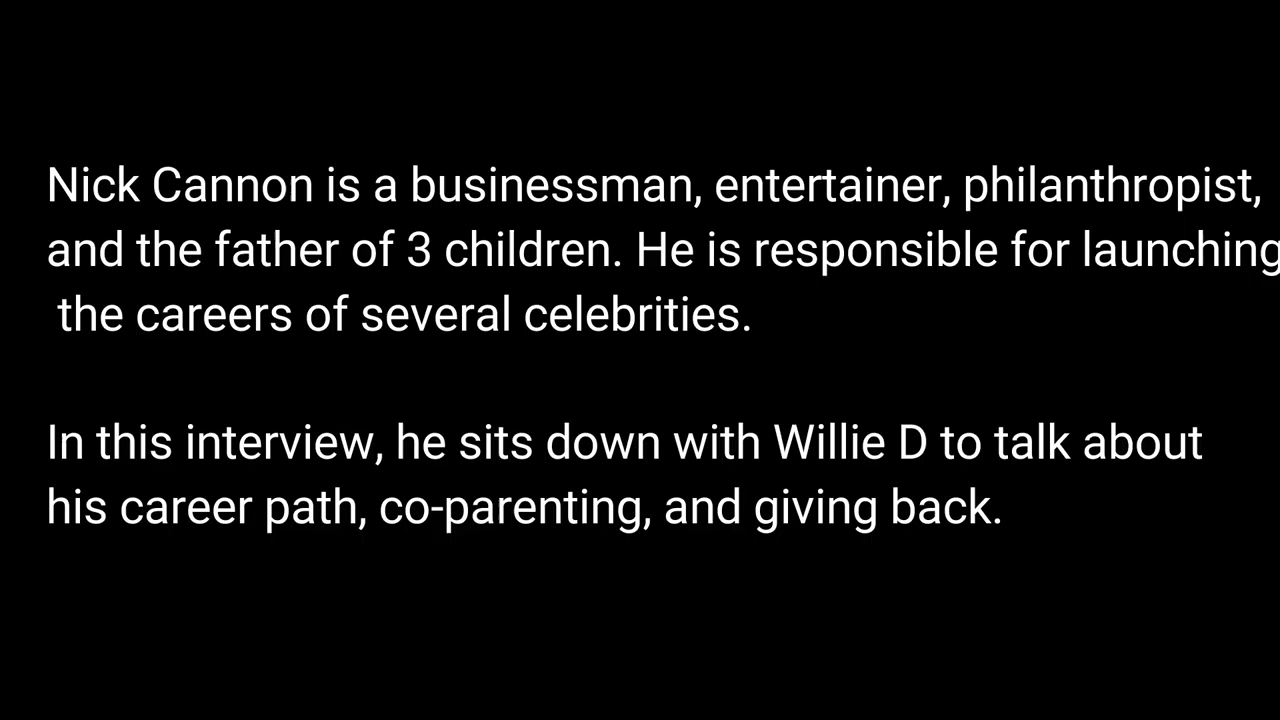 Nick Cannon is a businessman, entertainer, philanthropist,
and the father of 3 children. He is responsible for launching
the careers of several celebrities.
In this interview, he sits down with Willie D to talk about
his career path, co-parenting, and giving back.